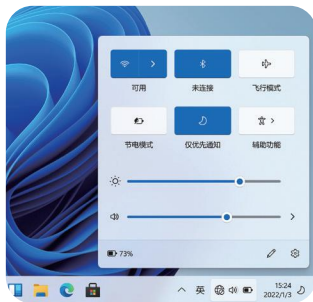 可用
未连接
飞行模式
节电模式
仅优先通知
辅助功能
73%
英
15:24
2022/1/3